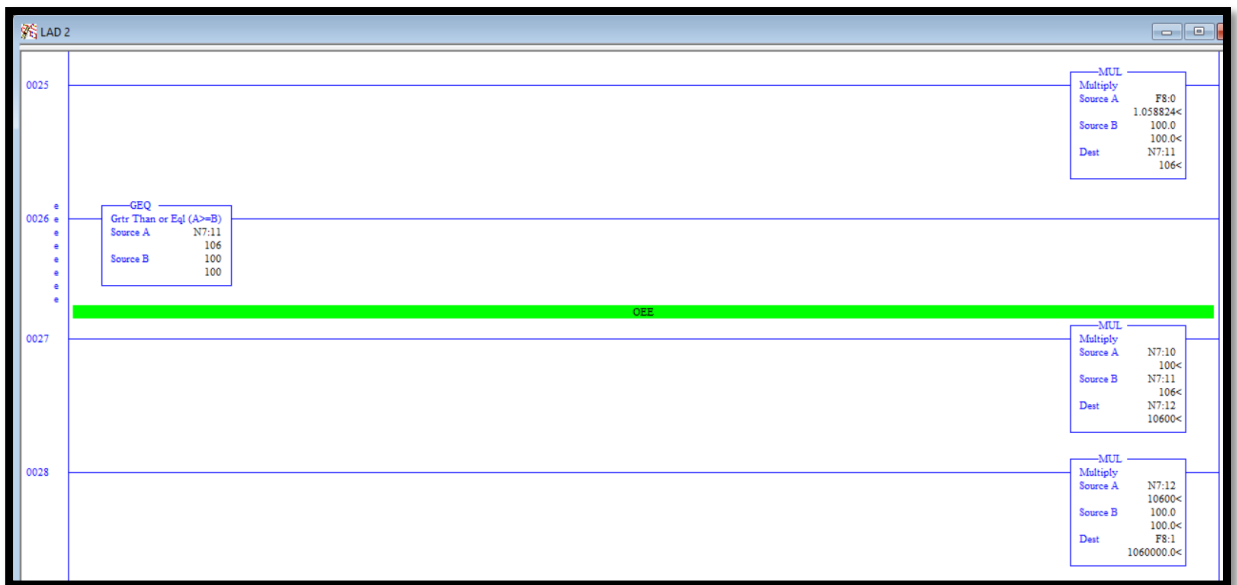 LAD 2
0025
MUL
Multiply
Source A F8:0
1.058824<
Source B 100.0
100.0<
Dest N7:11
106<
e
0026 e
e
e
e
e
e
e
GEQ
Grtr Than or Eql (A>=B)
Source A N7:11
106
Source B 100
100
OEE
0027
MUL
Multiply
Source A N7:10
100<
Source B N7:11
106<
Dest N7:12
10600<
0028
MUL
Multiply
Source A N7:12
10600<
Source B 100.0
100.0<
Dest F8:1
1060000.0<